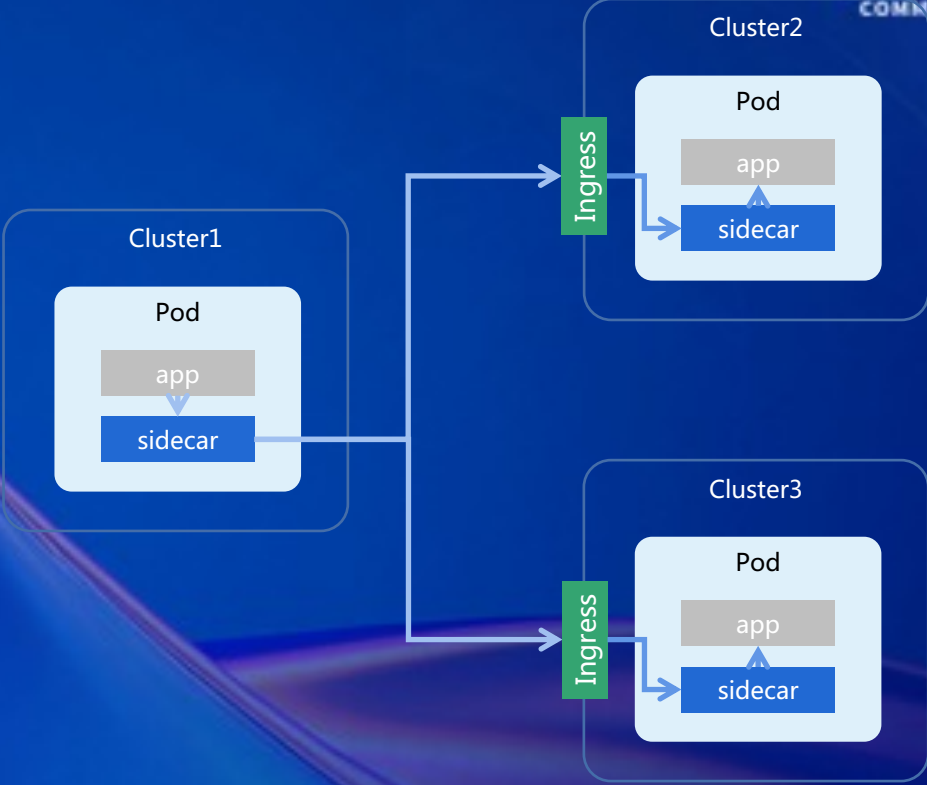 Cluster1
Pod
app
sidecar
Cluster2
Ingress
Pod
app
sidecar
Cluster3
Ingress
Pod
app
sidecar